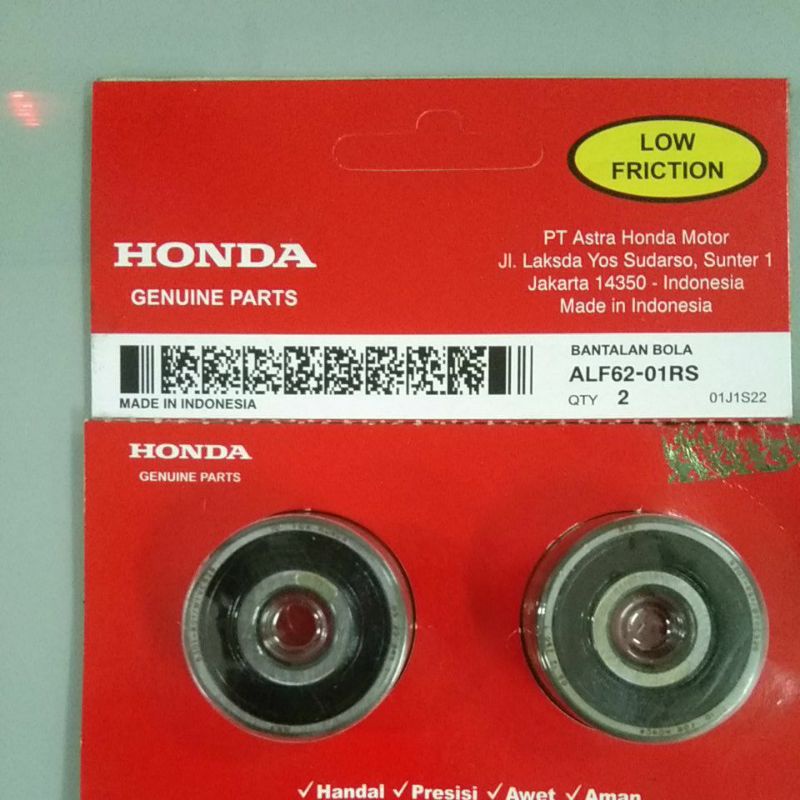 LOW
FRICTION
HONDA
GENUINE PARTS
PT Astra Honda Motor
Jl. Laksda Yos Sudarso, Sunter 1
Jakarta 14350 - Indonesia
Made in Indonesia
MADE IN INDONESIA
BANTALAN BOLA
ALF62-01RS
QTY 2
01J1S22
HONDA
GENUINE PARTS
✓Handal ✓Presisi ✓Awet ✓Aman